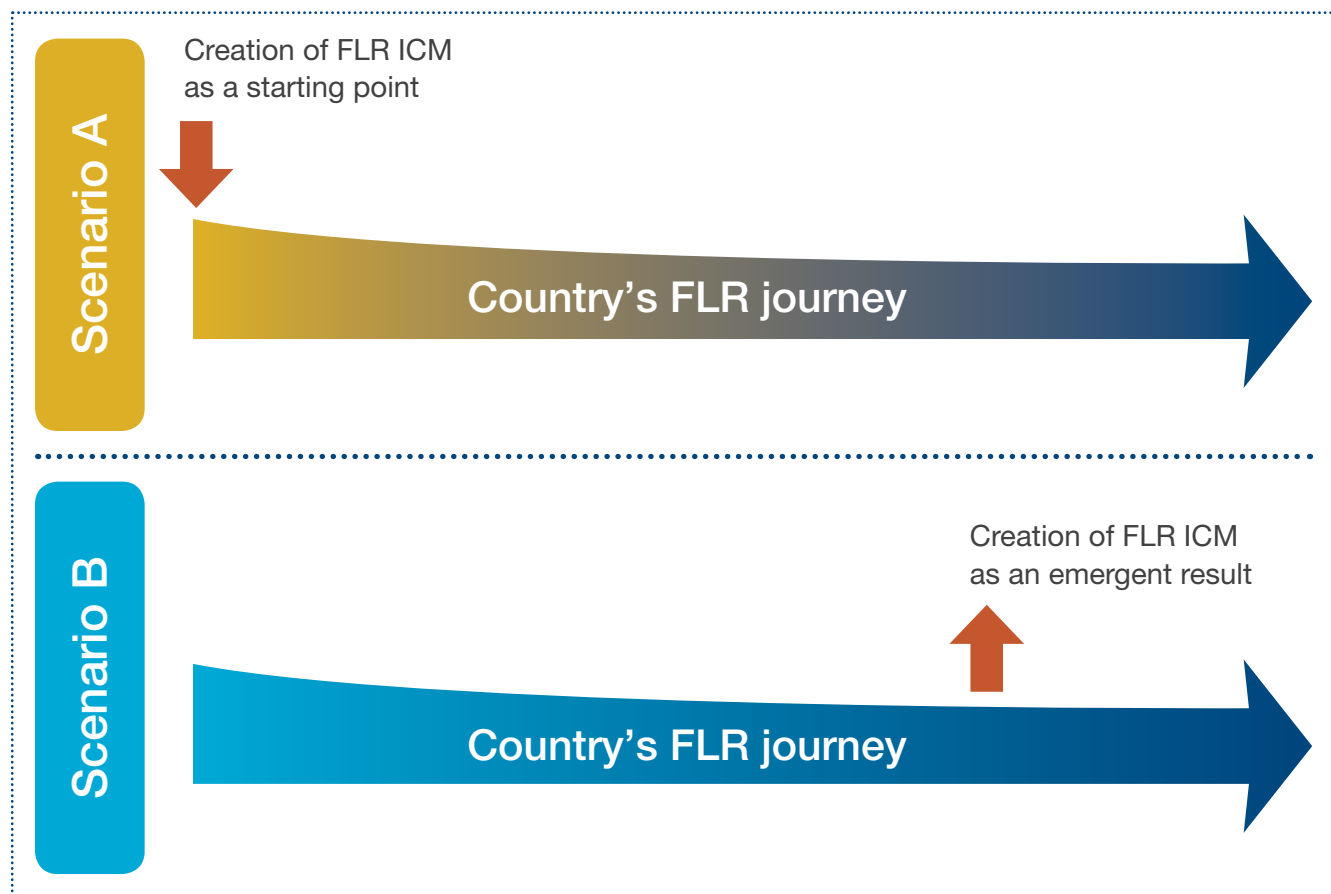 Scenario A
Creation of FLR ICM
as a starting point
Country’s FLR journey
Scenario B
Creation of FLR ICM
as an emergent result
Country’s FLR journey